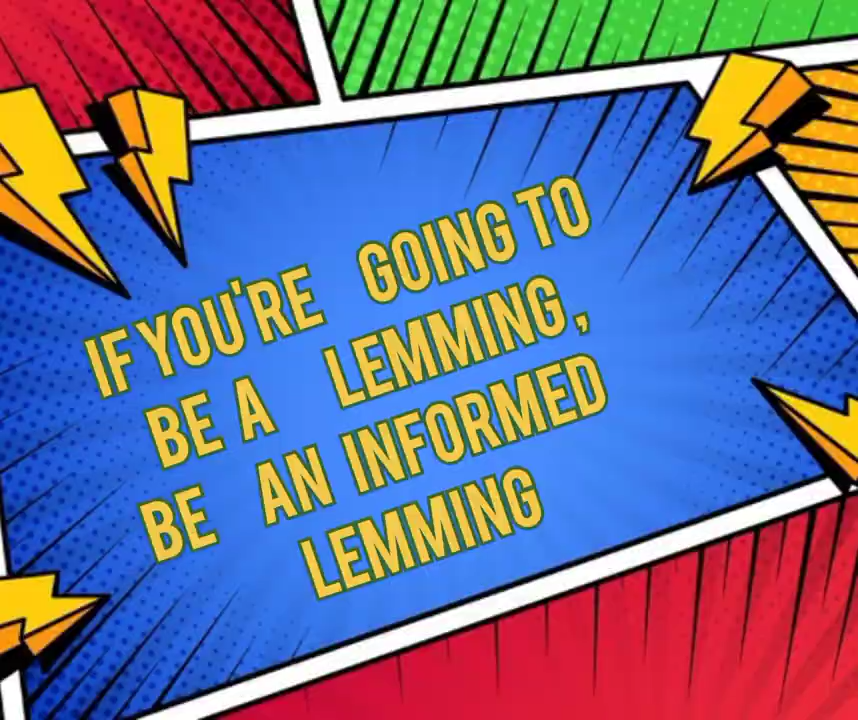 IF YOU'RE GOING TO
BE A LEMMING,
BE AN INFORMED
LEMMING